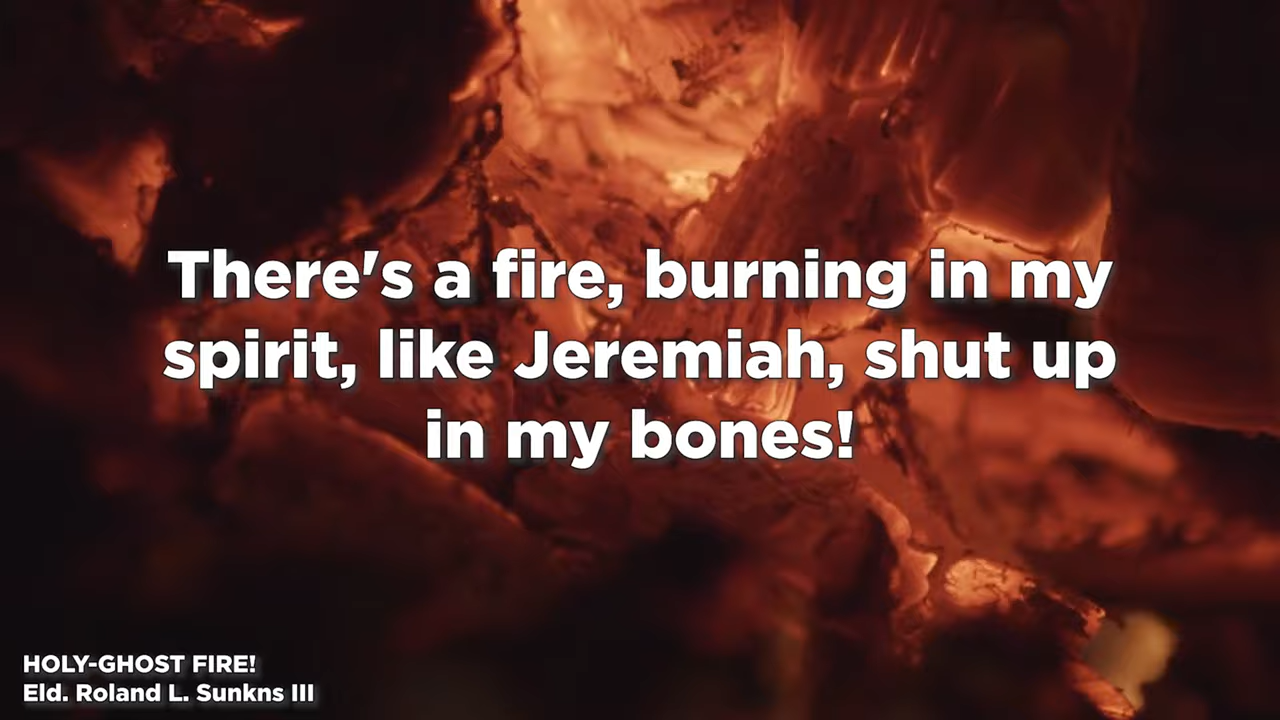 There's a fire, burning in my
spirit, like Jeremiah, shut up
in my bones!
HOLY-GHOST FIRE!
Eld. Roland L. Sunkns III